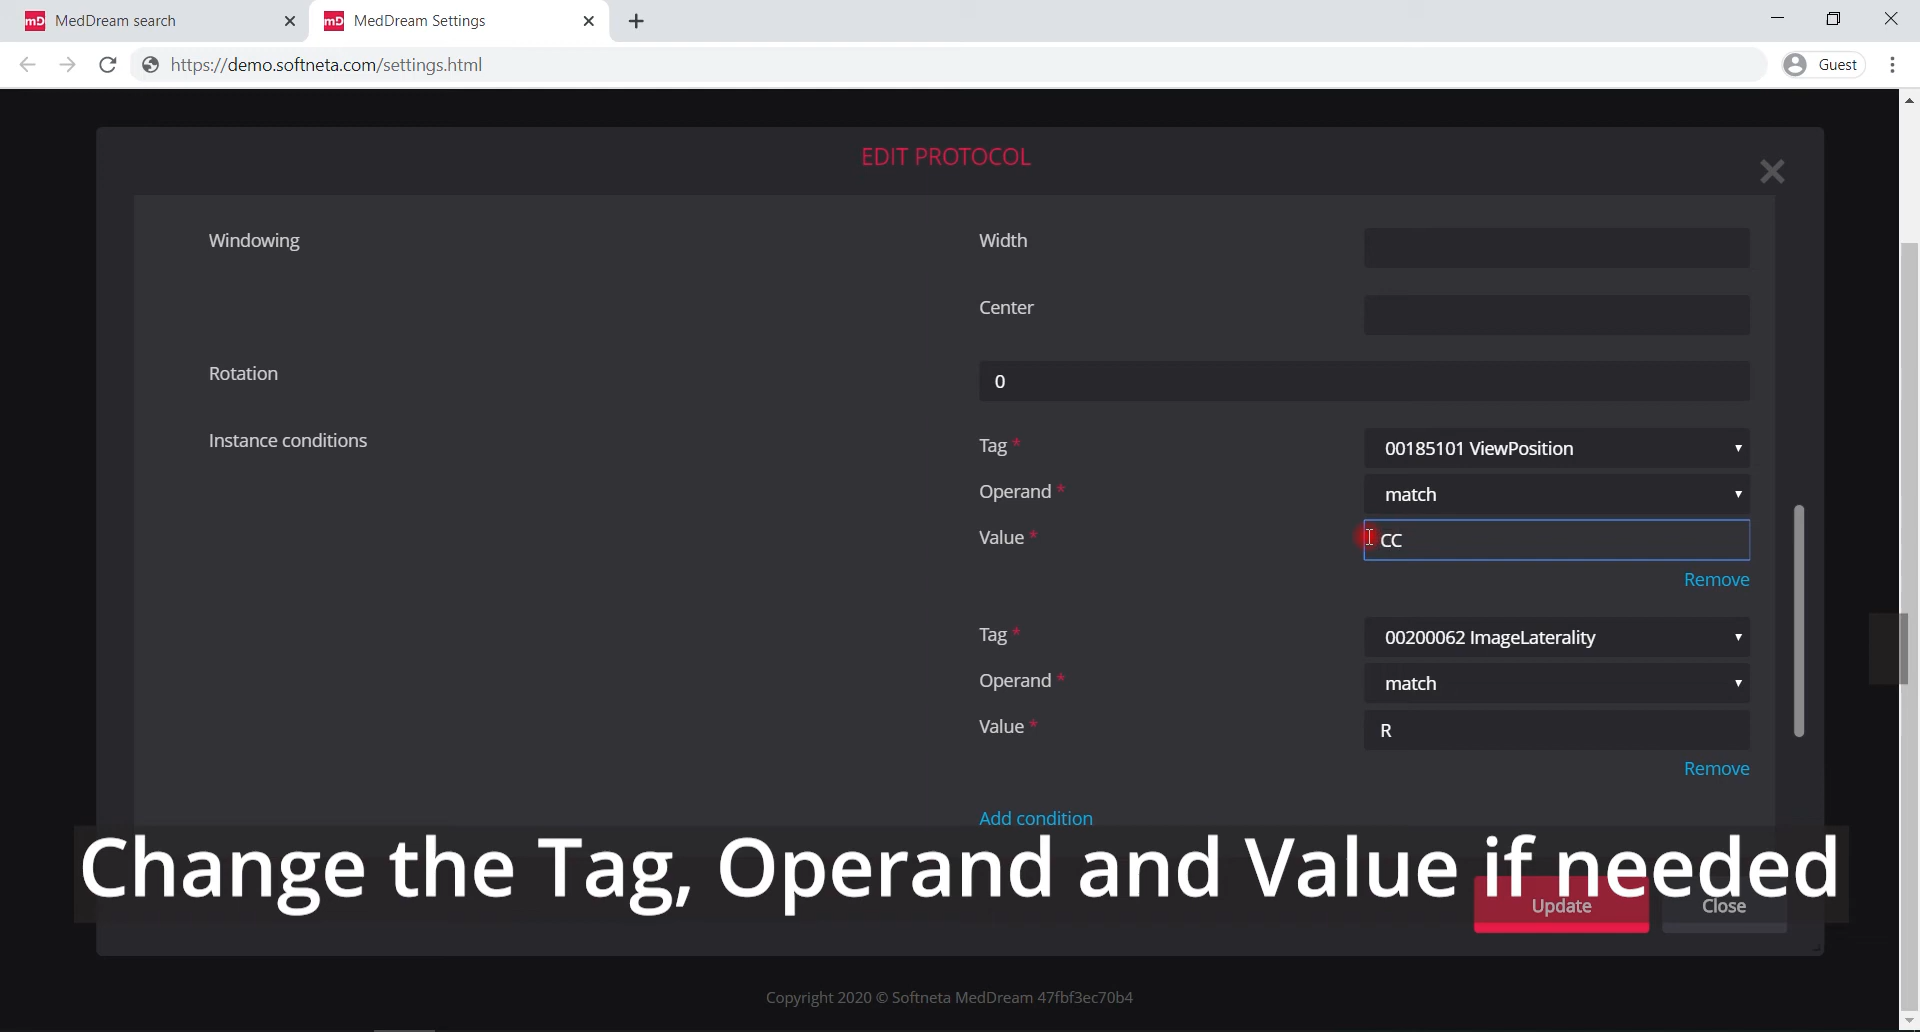 mD MedDream search
mD MedDream Settings
https://demo.softneta.com/settings.html
Guest
EDIT PROTOCOL
Windowing
Width
Center
Rotation
0
Instance conditions
Tag * 00185101 ViewPosition
Operand * match
Value * CC
Remove
Tag * 00200062 ImageLaterality
Operand * match
Value * R
Remove
Add condition
Change the Tag, Operand and Value if needed
Update Close
Copyright 2020 © Softneta MedDream 47fbf3ec70b4